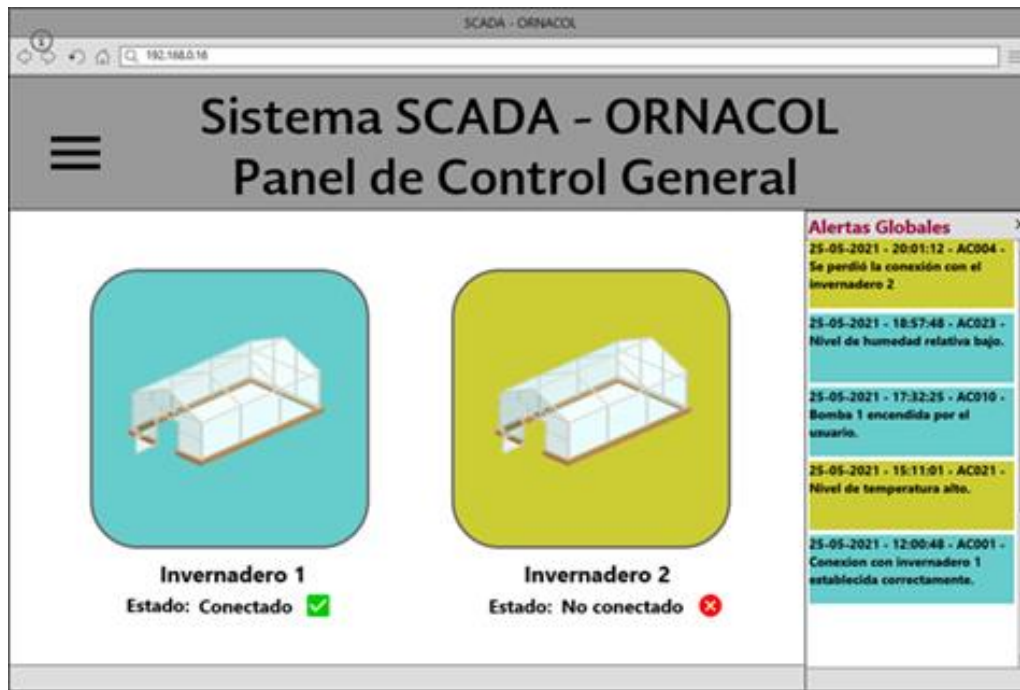 SCADA - ORNACOL
192.168.0.16
Sistema SCADA - ORNACOL
Panel de Control General
Alertas Globales
25-05-2021 - 20:01:12 - AC004 -
Se perdió la conexión con el
invernadero 2
25-05-2021 - 18:57:48 - AC023 -
Nivel de humedad relativa bajo.
25-05-2021 - 17:32:25 - AC010 -
Bomba 1 encendida por el
usuario.
25-05-2021 - 15:11:01 - AC021 -
Nivel de temperatura alto.
25-05-2021 - 12:00:48 - AC001 -
Conexion con invernadero 1
establecida correctamente.
Invernadero 1
Estado: Conectado
Invernadero 2
Estado: No conectado